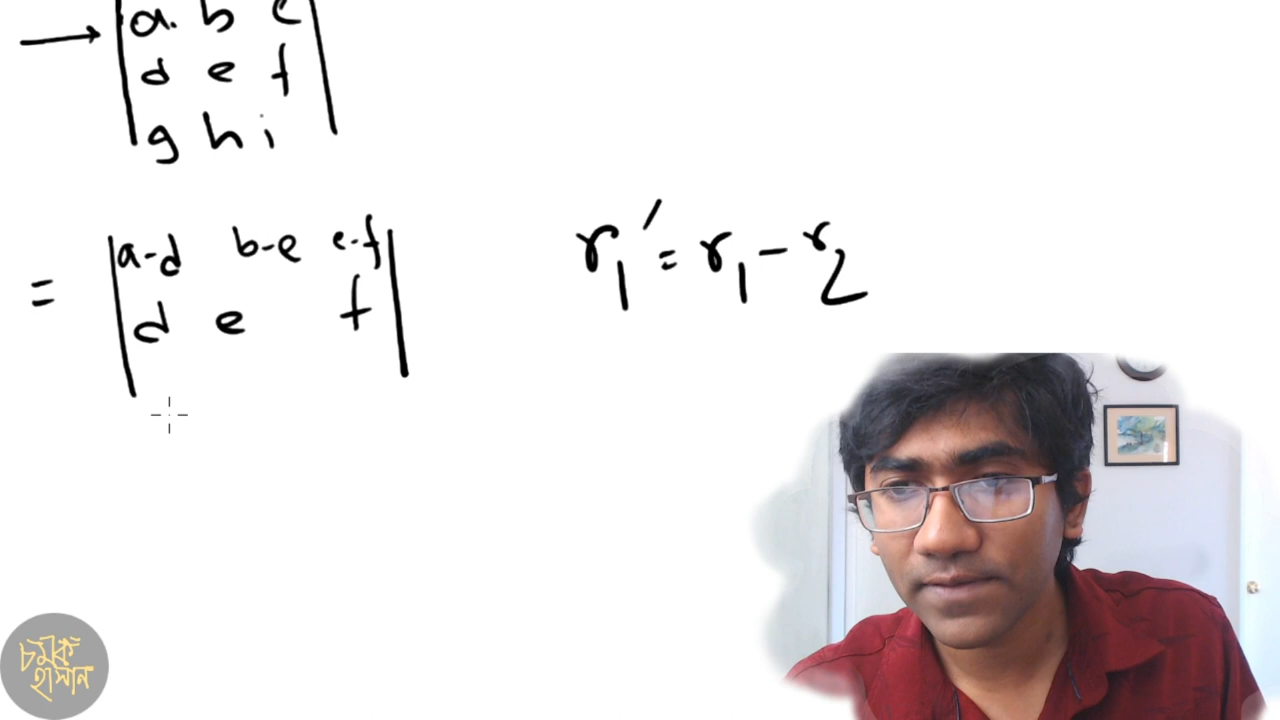 → | a. b c |
| d e f |
| g h i |
= | a-d b-e c-f |
| d e f |
r₁′ = r₁ - r₂
চমক
হাসান